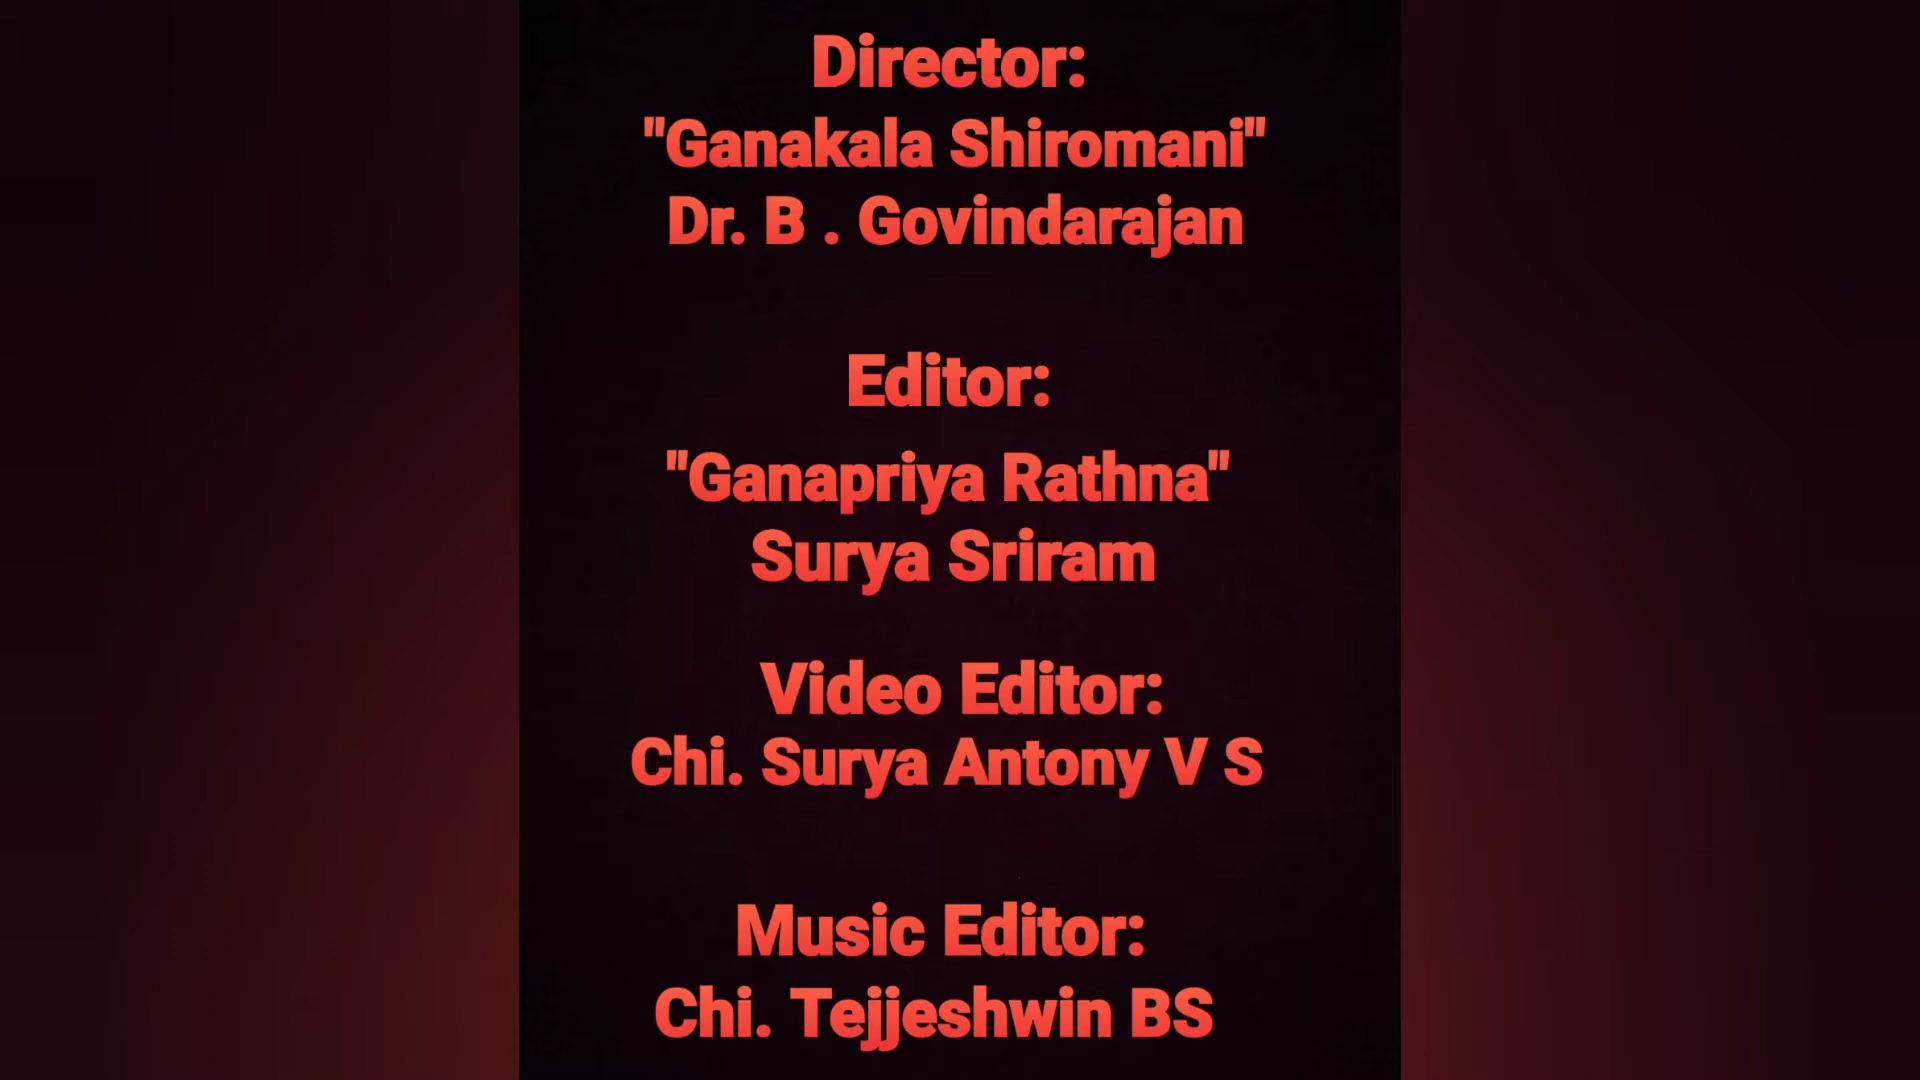 Director:
"Ganakala Shiromani"
Dr. B . Govindarajan
Editor:
"Ganapriya Rathna"
Surya Sriram
Video Editor:
Chi. Surya Antony V S
Music Editor:
Chi. Tejjeshwin BS